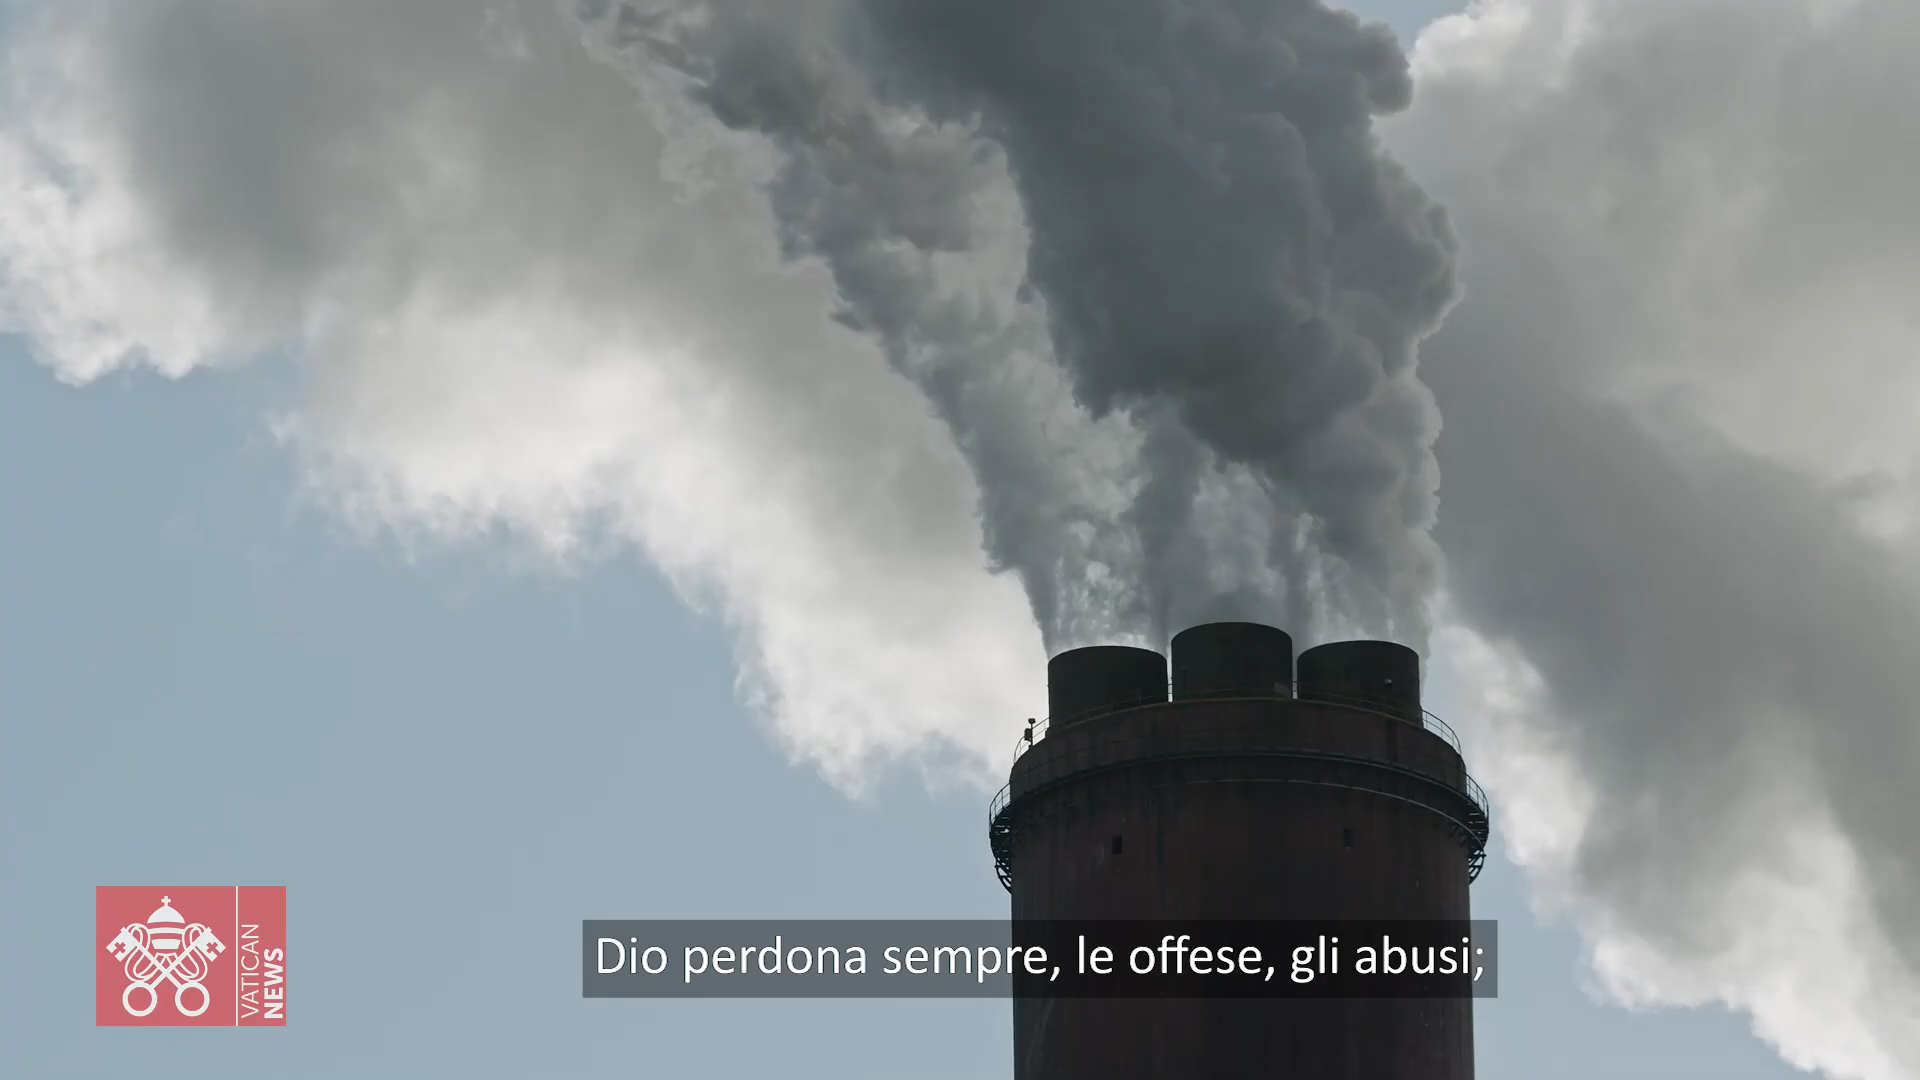 Dio perdona sempre, le offese, gli abusi;
VATICAN
NEWS